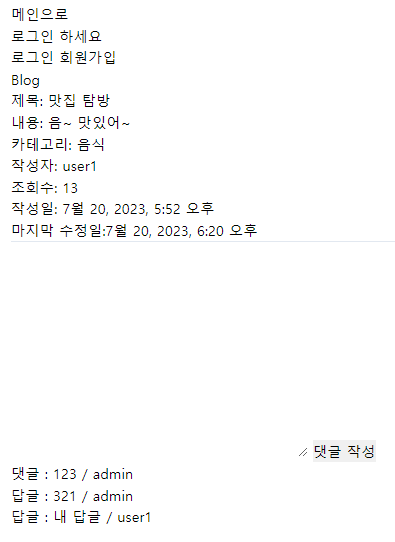 메인으로
로그인 하세요
로그인 회원가입
Blog
제목: 맛집 탐방
내용: 음~ 맛있어~
카테고리: 음식
작성자: user1
조회수: 13
작성일: 7월 20, 2023, 5:52 오후
마지막 수정일:7월 20, 2023, 6:20 오후
댓글 작성
댓글 : 123 / admin
답글 : 321 / admin
답글 : 내 답글 / user1